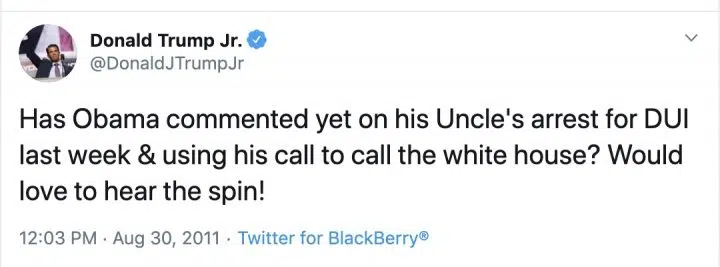 Donald Trump Jr.
@DonaldJTrumpJr
Has Obama commented yet on his Uncle's arrest for DUI
last week & using his call to call the white house? Would
love to hear the spin!
12:03 PM · Aug 30, 2011 · Twitter for BlackBerry®